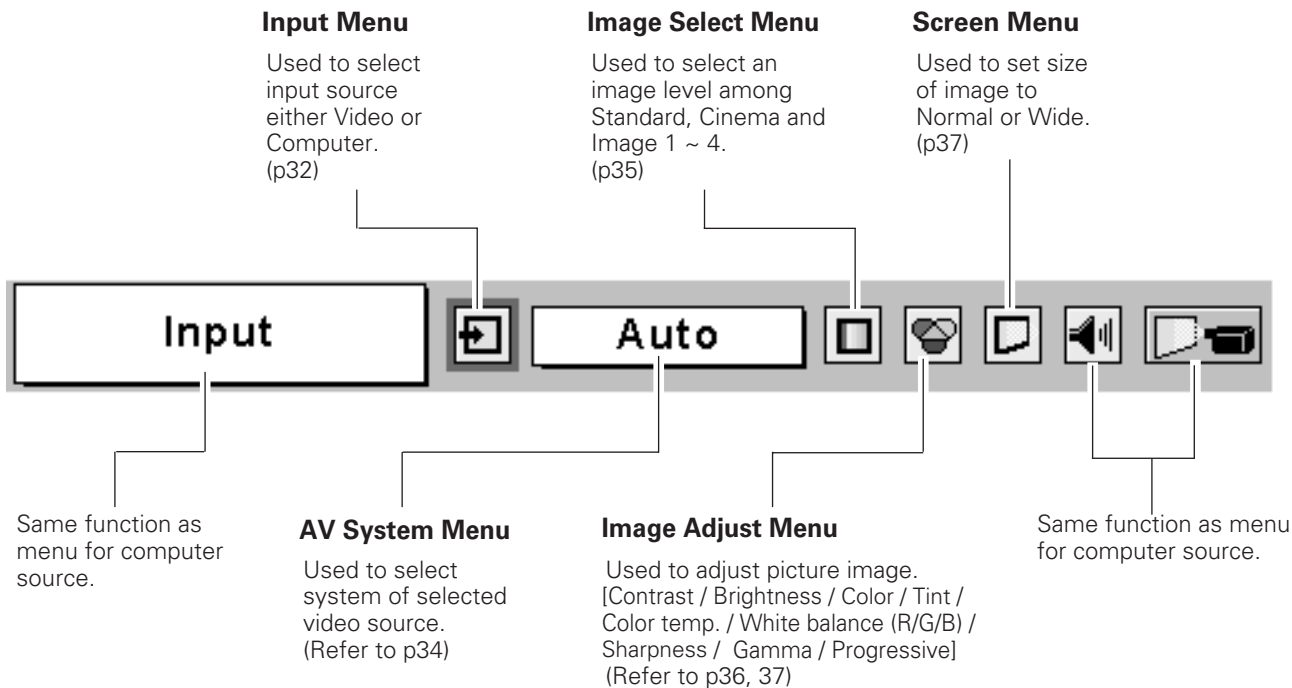 Input Menu
Used to select
input source
either Video or
Computer.
(p32)
Image Select Menu
Used to select an
image level among
Standard, Cinema and
Image 1 ~ 4.
(p35)
Screen Menu
Used to set size
of image to
Normal or Wide.
(p37)
Input
Auto
Same function as
menu for computer
source.
AV System Menu
Used to select
system of selected
video source.
(Refer to p34)
Image Adjust Menu
Used to adjust picture image.
[Contrast / Brightness / Color / Tint /
Color temp. / White balance (R/G/B) /
Sharpness / Gamma / Progressive]
(Refer to p36, 37)
Same function as menu
for computer source.